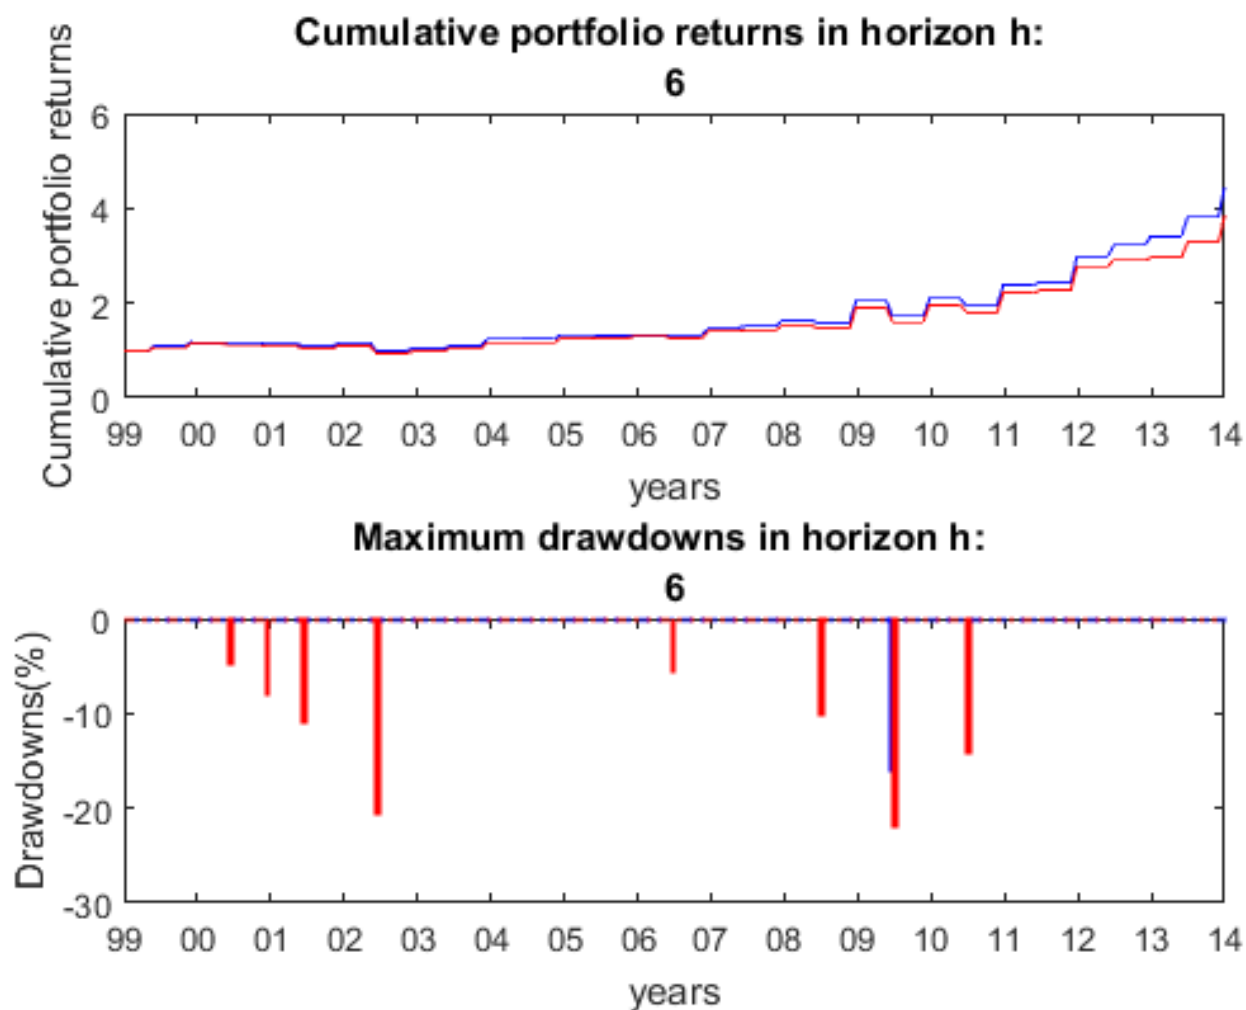 Cumulative portfolio returns in horizon h:
6
Cumulative portfolio returns
6
4
2
0
99 00 01 02 03 04 05 06 07 08 09 10 11 12 13 14
years
Maximum drawdowns in horizon h:
6
Drawdowns(%)
0
-10
-20
-30
99 00 01 02 03 04 05 06 07 08 09 10 11 12 13 14
years